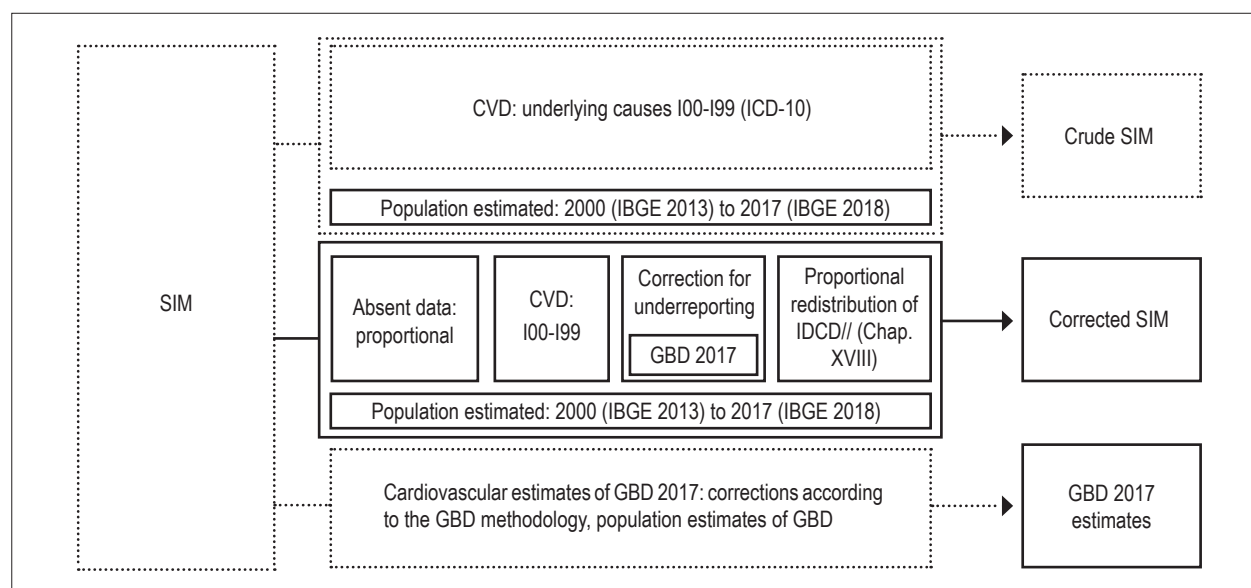 SIM
CVD: underlying causes I00-I99 (ICD-10)
Population estimated: 2000 (IBGE 2013) to 2017 (IBGE 2018)
Crude SIM
Absent data:
proportional
CVD:
I00-I99
Correction for
underreporting
GBD 2017
Proportional
redistribution of
IDCD// (Chap.
XVIII)
Population estimated: 2000 (IBGE 2013) to 2017 (IBGE 2018)
Corrected SIM
Cardiovascular estimates of GBD 2017: corrections according
to the GBD methodology, population estimates of GBD
GBD 2017
estimates